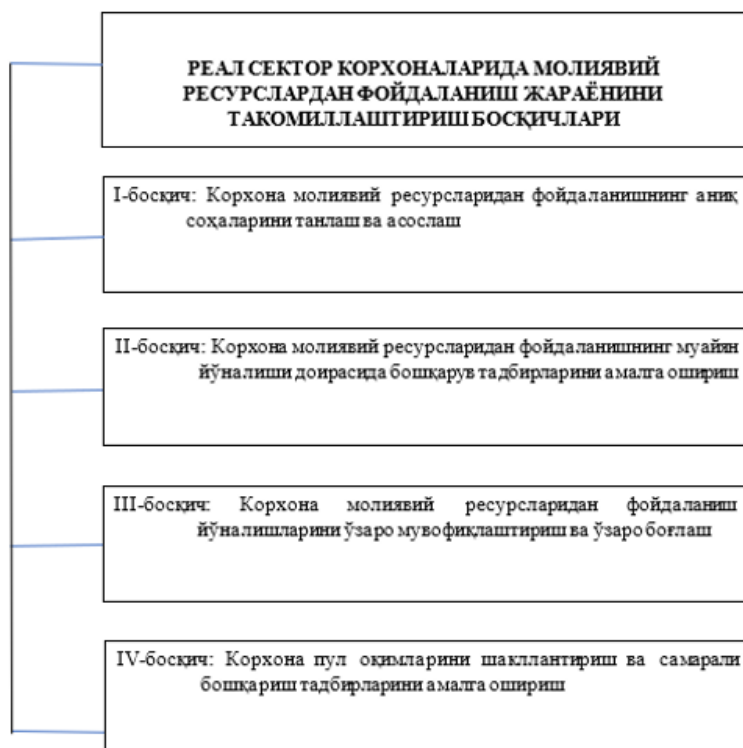 РЕАЛ СЕКТОР КОРХОНАЛАРИДА МОЛИЯВИЙ
РЕСУРСЛАРДАН ФОЙДАЛАНИШ ЖАРАЁНИНИ
ТАКОМИЛЛАШТИРИШ БОСҚИЧЛАРИ
I-босқич: Корхона молиявий ресурсларидан фойдаланишнинг аниқ
соҳаларини танлаш ва асослаш
II-босқич: Корхона молиявий ресурсларидан фойдаланишнинг муайян
йўналиши доирасида бошқарув тадбирларини амалга ошириш
III-босқич: Корхона молиявий ресурсларидан фойдаланиш
йўналишларини ўзаро мувофиқлаштириш ва ўзаро боғлаш
IV-босқич: Корхона пул оқимларини шакллантириш ва самарали
бошқариш тадбирларини амалга ошириш